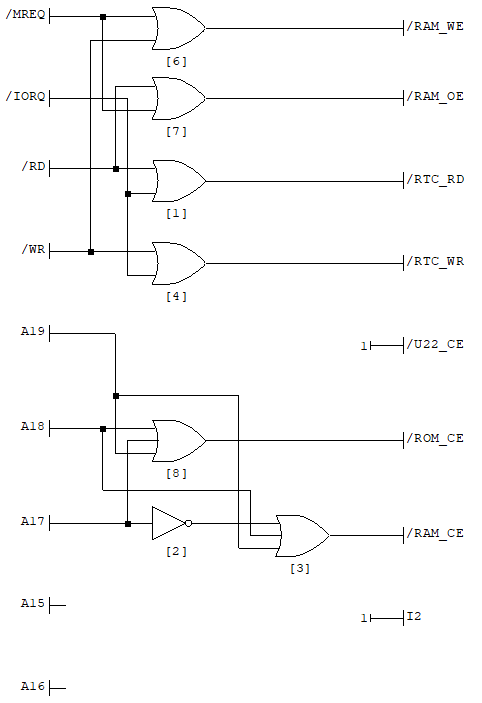 /MREQ
/RAM_WE
[6]
/IORQ
/RAM_OE
[7]
/RD
/RTC_RD
[1]
/WR
/RTC_WR
[4]
A19
1
/U22_CE
A18
/ROM_CE
[8]
A17
/RAM_CE
[2]
[3]
A15
1
I2
A16